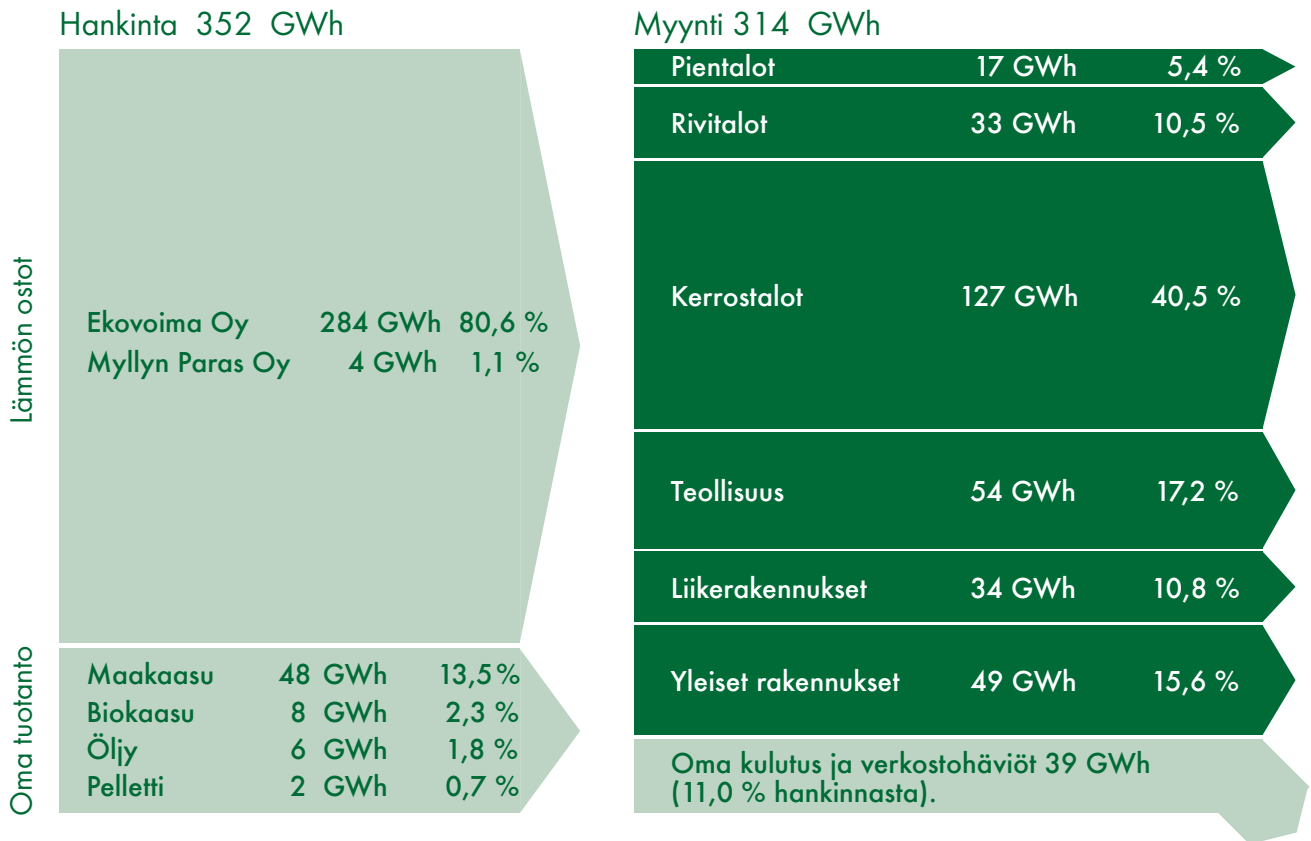 Hankinta 352 GWh
Lämmön ostot
Ekovoima Oy 284 GWh 80,6 %
Myllyn Paras Oy 4 GWh 1,1 %
Oma tuotanto
Maakaasu 48 GWh 13,5 %
Biokaasu 8 GWh 2,3 %
Öljy 6 GWh 1,8 %
Pelletti 2 GWh 0,7 %
Myynti 314 GWh
Pientalot 17 GWh 5,4 %
Rivitalot 33 GWh 10,5 %
Kerrostalot 127 GWh 40,5 %
Teollisuus 54 GWh 17,2 %
Liikerakennukset 34 GWh 10,8 %
Yleiset rakennukset 49 GWh 15,6 %
Oma kulutus ja verkostohäviöt 39 GWh
(11,0 % hankinnasta).